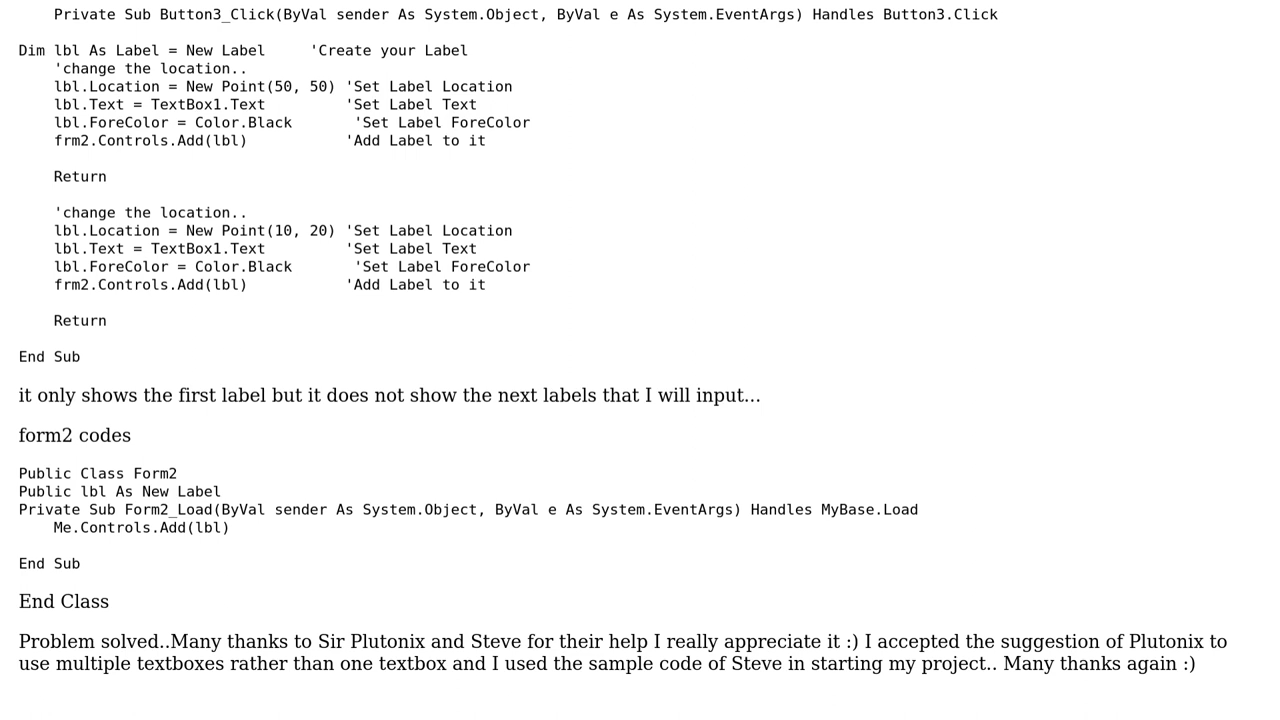 Private Sub Button3_Click(ByVal sender As System.Object, ByVal e As System.EventArgs) Handles Button3.Click

Dim lbl As Label = New Label     'Create your Label
    'change the location..
    lbl.Location = New Point(50, 50) 'Set Label Location
    lbl.Text = TextBox1.Text         'Set Label Text
    lbl.ForeColor = Color.Black       'Set Label ForeColor
    frm2.Controls.Add(lbl)           'Add Label to it

    Return

    'change the location..
    lbl.Location = New Point(10, 20) 'Set Label Location
    lbl.Text = TextBox1.Text         'Set Label Text
    lbl.ForeColor = Color.Black       'Set Label ForeColor
    frm2.Controls.Add(lbl)           'Add Label to it

    Return

End Sub
it only shows the first label but it does not show the next labels that I will input...
form2 codes
Public Class Form2
Public lbl As New Label
Private Sub Form2_Load(ByVal sender As System.Object, ByVal e As System.EventArgs) Handles MyBase.Load
    Me.Controls.Add(lbl)

End Sub
End Class
Problem solved..Many thanks to Sir Plutonix and Steve for their help I really appreciate it :) I accepted the suggestion of Plutonix to
use multiple textboxes rather than one textbox and I used the sample code of Steve in starting my project.. Many thanks again :)